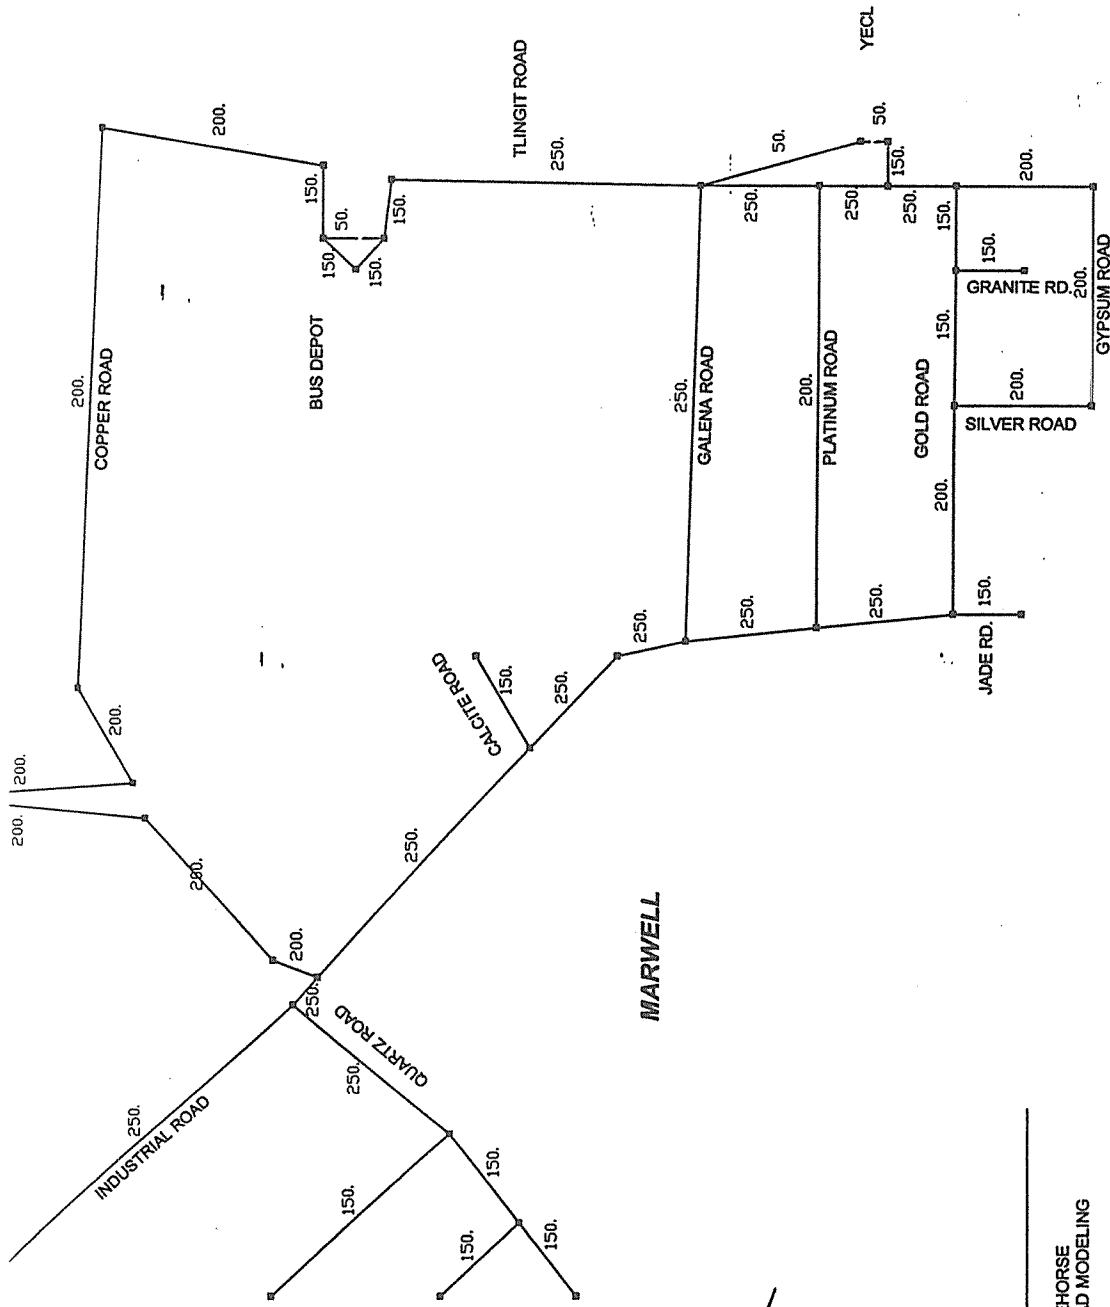 200.
200.
200.
200.
COPPER ROAD
200.
200.
200.
150.
50.
150.
150.
150.
BUS DEPOT
TLINGIT ROAD
250.
YECL
50.
50.
150.
INDUSTRIAL ROAD
250.
250.
QUARTZ ROAD
250.
150.
150.
150.
150.
250.
CALCITE ROAD
150.
250.
250.
MARWELL
250.
GALENA ROAD
250.
250.
200.
PLATINUM ROAD
250.
250.
250.
GOLD ROAD
200.
150.
150.
JADE RD.
150.
SILVER ROAD
200.
GRANITE RD.
150.
200.
200.
GYPSUM ROAD
HORSE
D MODELING